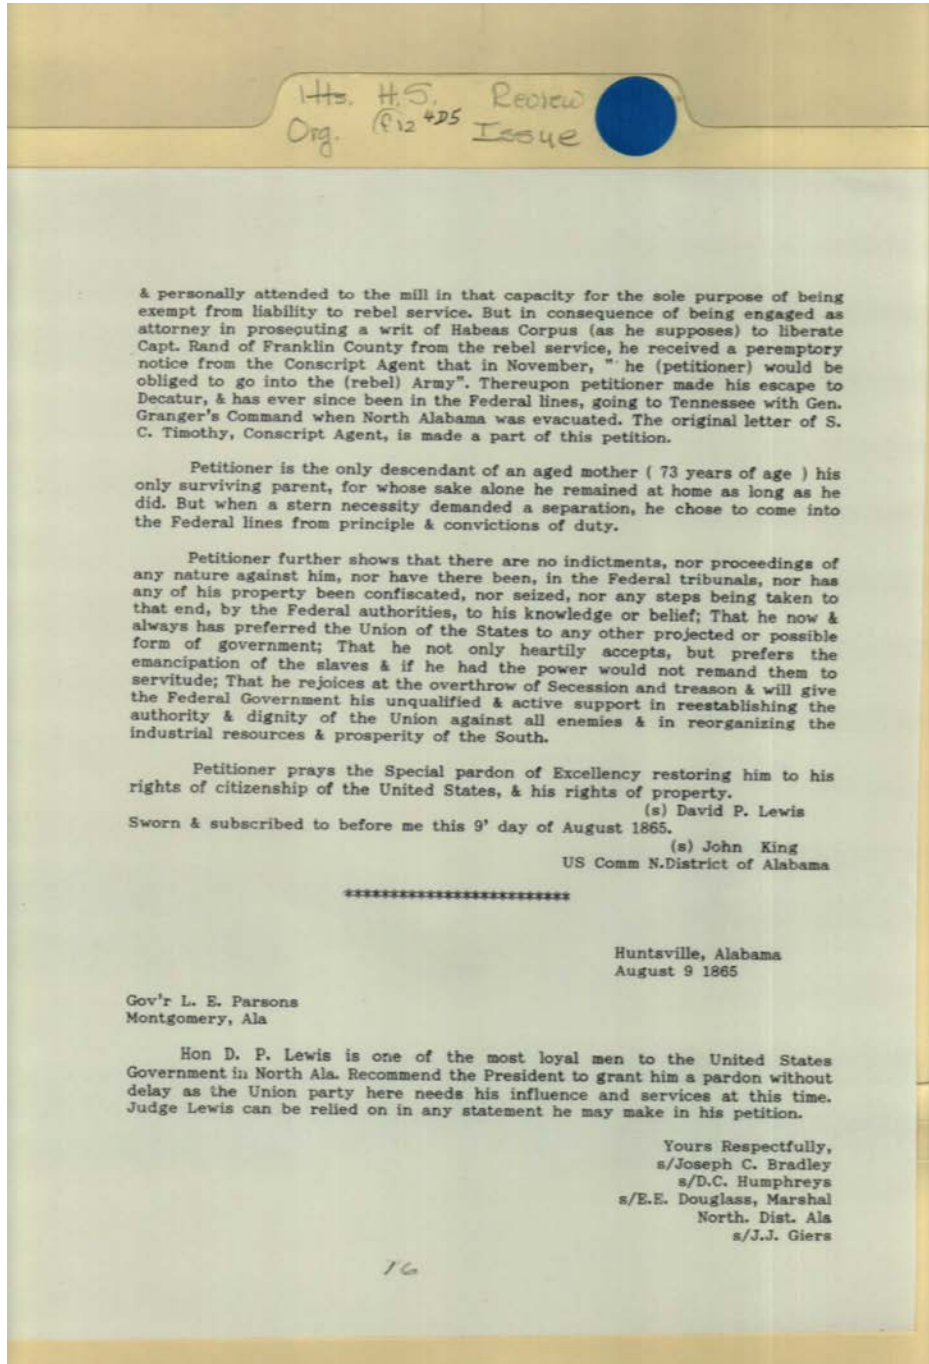 Hs. H.S. Review
Org. f12 4D5 Issue
& personally attended to the mill in that capacity for the sole purpose of being
exempt from liability to rebel service. But in consequence of being engaged as
attorney in prosecuting a writ of Habeas Corpus (as he supposes) to liberate
Capt. Rand of Franklin County from the rebel service, he received a peremptory
notice from the Conscript Agent that in November, " he (petitioner) would be
obliged to go into the (rebel) Army". Thereupon petitioner made his escape to
Decatur, & has ever since been in the Federal lines, going to Tennessee with Gen.
Granger's Command when North Alabama was evacuated. The original letter of S.
C. Timothy, Conscript Agent, is made a part of this petition.
Petitioner is the only descendant of an aged mother ( 73 years of age ) his
only surviving parent, for whose sake alone he remained at home as long as he
did. But when a stern necessity demanded a separation, he chose to come into
the Federal lines from principle & convictions of duty.
Petitioner further shows that there are no indictments, nor proceedings of
any nature against him, nor have there been, in the Federal tribunals, nor has
any of his property been confiscated, nor seized, nor any steps being taken to
that end, by the Federal authorities, to his knowledge or belief; That he now &
always has preferred the Union of the States to any other projected or possible
form of government; That he not only heartily accepts, but prefers the
emancipation of the slaves & if he had the power would not remand them to
servitude; That he rejoices at the overthrow of Secession and treason & will give
the Federal Government his unqualified & active support in reestablishing the
authority & dignity of the Union against all enemies & in reorganizing the
industrial resources & prosperity of the South.
Petitioner prays the Special pardon of Excellency restoring him to his
rights of citizenship of the United States, & his rights of property.
(s) David P. Lewis
Sworn & subscribed to before me this 9' day of August 1865.
(s) John King
US Comm N.District of Alabama
*************************
Huntsville, Alabama
August 9 1865
Gov'r L. E. Parsons
Montgomery, Ala
Hon D. P. Lewis is one of the most loyal men to the United States
Government in North Ala. Recommend the President to grant him a pardon without
delay as the Union party here needs his influence and services at this time.
Judge Lewis can be relied on in any statement he may make in his petition.
Yours Respectfully,
s/Joseph C. Bradley
s/D.C. Humphreys
s/E.E. Douglass, Marshal
North. Dist. Ala
s/J.J. Giers
16